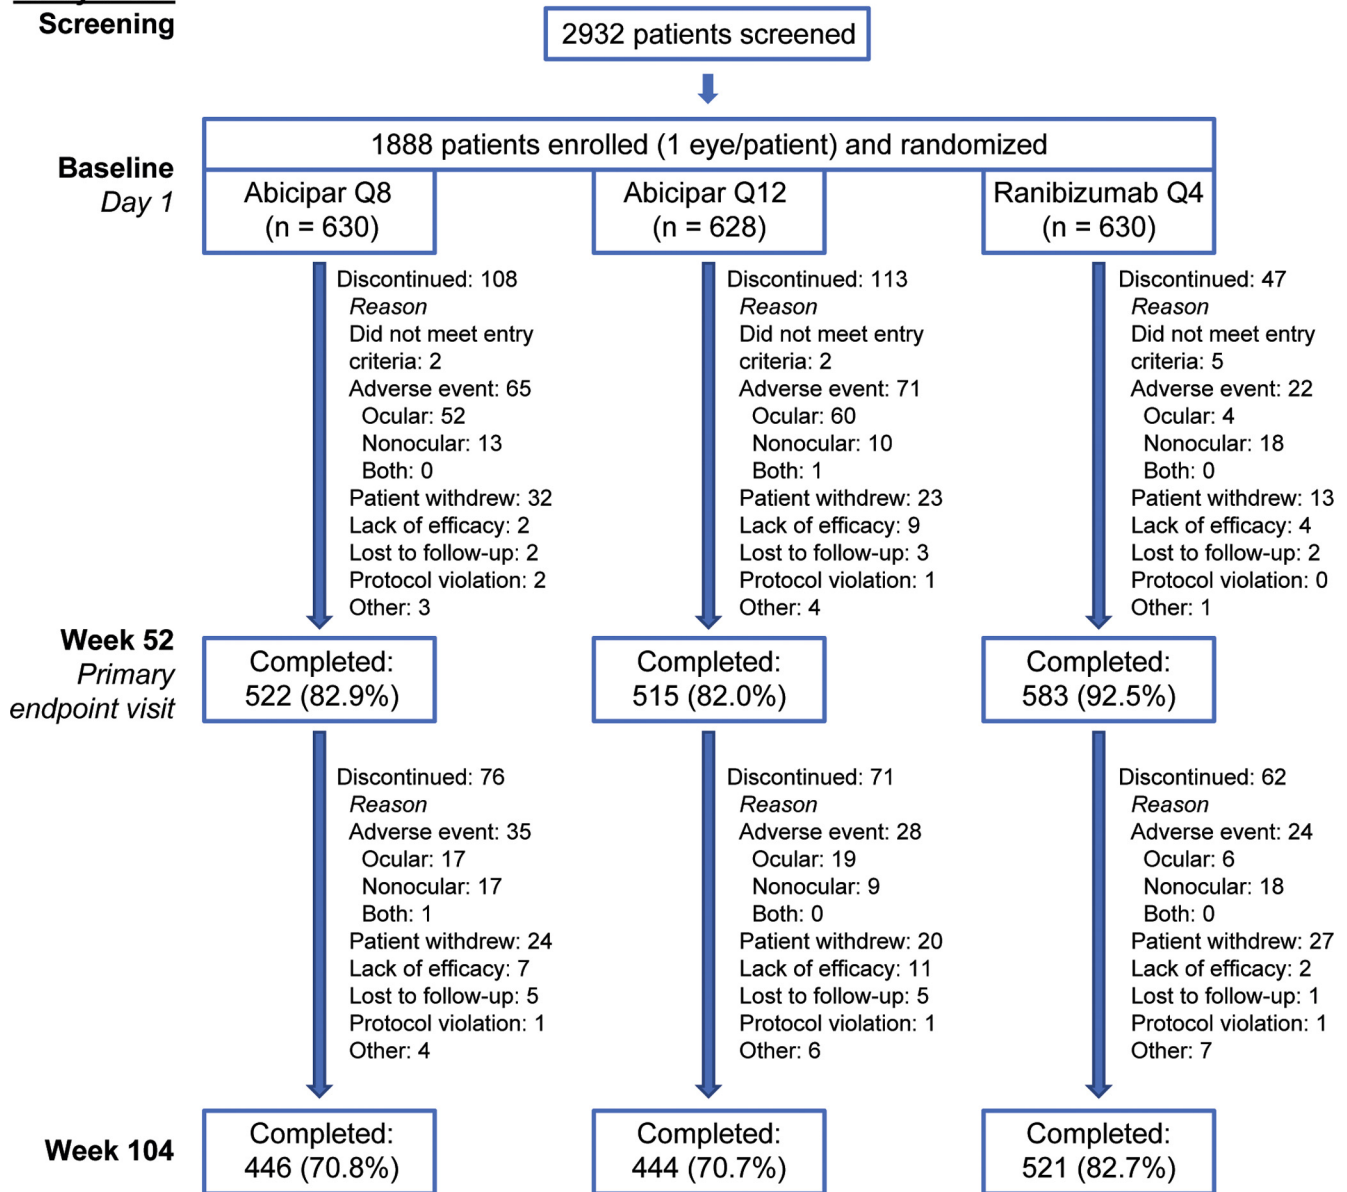 Screening
2932 patients screened
1888 patients enrolled (1 eye/patient) and randomized
Baseline
Day 1
Abicipar Q8
(n = 630)
Abicipar Q12
(n = 628)
Ranibizumab Q4
(n = 630)
Discontinued: 108
Reason
Did not meet entry
criteria: 2
Adverse event: 65
Ocular: 52
Nonocular: 13
Both: 0
Patient withdrew: 32
Lack of efficacy: 2
Lost to follow-up: 2
Protocol violation: 2
Other: 3
Discontinued: 113
Reason
Did not meet entry
criteria: 2
Adverse event: 71
Ocular: 60
Nonocular: 10
Both: 1
Patient withdrew: 23
Lack of efficacy: 9
Lost to follow-up: 3
Protocol violation: 1
Other: 4
Discontinued: 47
Reason
Did not meet entry
criteria: 5
Adverse event: 22
Ocular: 4
Nonocular: 18
Both: 0
Patient withdrew: 13
Lack of efficacy: 4
Lost to follow-up: 2
Protocol violation: 0
Other: 1
Week 52
Primary
endpoint visit
Completed:
522 (82.9%)
Completed:
515 (82.0%)
Completed:
583 (92.5%)
Discontinued: 76
Reason
Adverse event: 35
Ocular: 17
Nonocular: 17
Both: 1
Patient withdrew: 24
Lack of efficacy: 7
Lost to follow-up: 5
Protocol violation: 1
Other: 4
Discontinued: 71
Reason
Adverse event: 28
Ocular: 19
Nonocular: 9
Both: 0
Patient withdrew: 20
Lack of efficacy: 11
Lost to follow-up: 5
Protocol violation: 1
Other: 6
Discontinued: 62
Reason
Adverse event: 24
Ocular: 6
Nonocular: 18
Both: 0
Patient withdrew: 27
Lack of efficacy: 2
Lost to follow-up: 1
Protocol violation: 1
Other: 7
Week 104
Completed:
446 (70.8%)
Completed:
444 (70.7%)
Completed:
521 (82.7%)